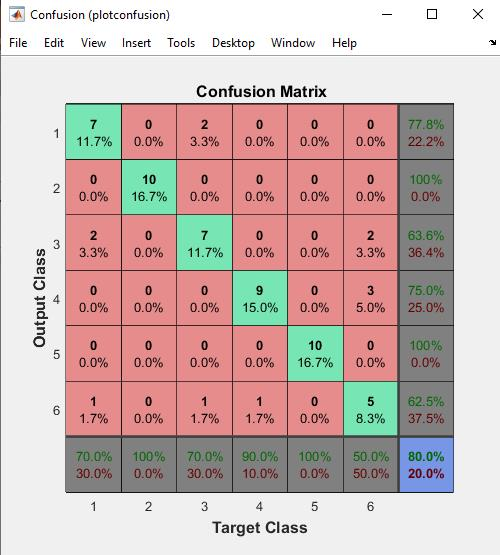 Confusion (plotconfusion)
File Edit View Insert Tools Desktop Window Help
Confusion Matrix
Output Class
1
7 0 2 0 0 0 77.8%
11.7% 0.0% 3.3% 0.0% 0.0% 0.0% 22.2%
2
0 10 0 0 0 0 100%
0.0% 16.7% 0.0% 0.0% 0.0% 0.0% 0.0%
3
2 0 7 0 0 2 63.6%
3.3% 0.0% 11.7% 0.0% 0.0% 3.3% 36.4%
4
0 0 0 9 0 3 75.0%
0.0% 0.0% 0.0% 15.0% 0.0% 5.0% 25.0%
5
0 0 0 0 10 0 100%
0.0% 0.0% 0.0% 0.0% 16.7% 0.0% 0.0%
6
1 0 1 1 0 5 62.5%
1.7% 0.0% 1.7% 1.7% 0.0% 8.3% 37.5%
70.0% 100% 70.0% 90.0% 100% 50.0% 80.0%
30.0% 0.0% 30.0% 10.0% 0.0% 50.0% 20.0%
1 2 3 4 5 6
Target Class